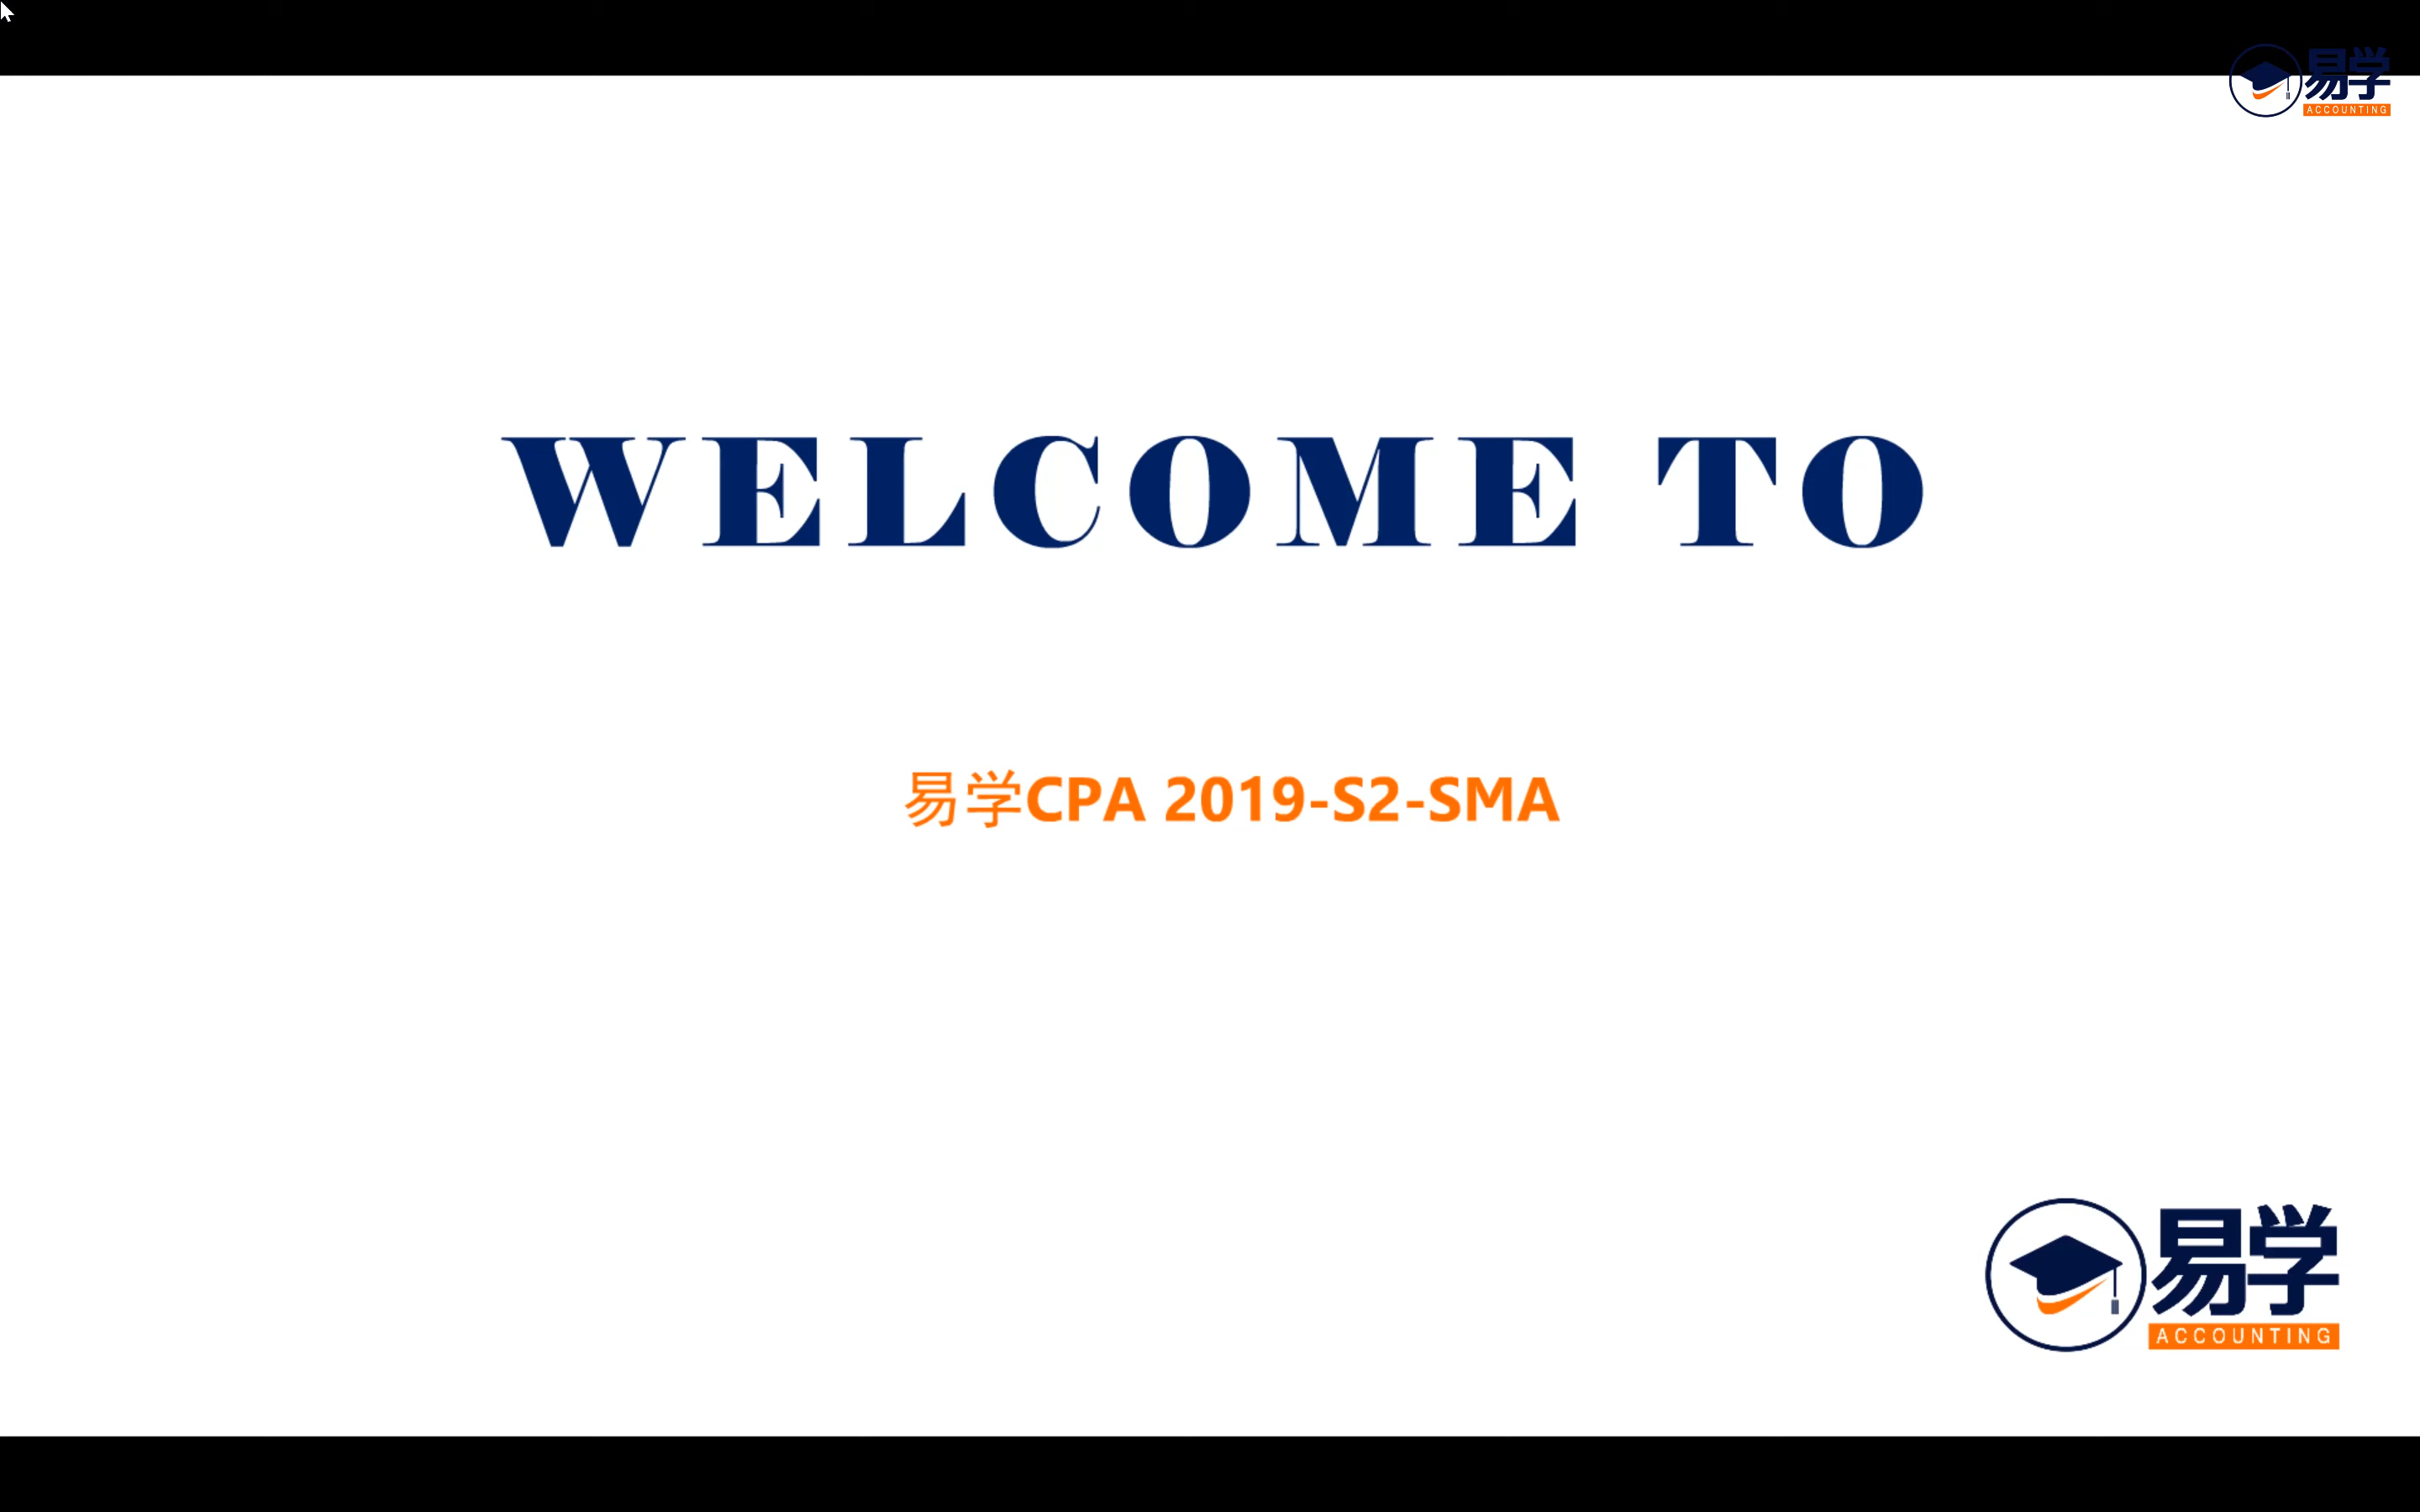 易学
ACCOUNTING
WELCOME TO
易学CPA 2019-S2-SMA
易学
ACCOUNTING